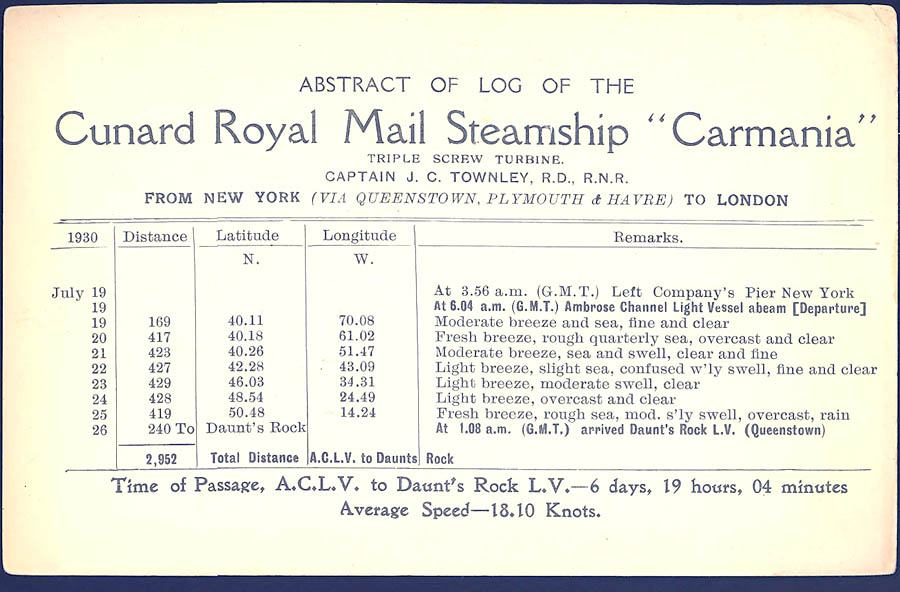 ABSTRACT OF LOG OF THE
Cunard Royal Mail Steamship "Carmania"
TRIPLE SCREW TURBINE.
CAPTAIN J. C. TOWNLEY, R.D., R.N.R.
FROM NEW YORK (VIA QUEENSTOWN, PLYMOUTH & HAVRE) TO LONDON
1930 Distance Latitude Longitude Remarks.
N. W.
July 19 At 3.56 a.m. (G.M.T.) Left Company's Pier New York
19 At 6.04 a.m. (G.M.T.) Ambrose Channel Light Vessel abeam [Departure]
19 169 40.11 70.08 Moderate breeze and sea, fine and clear
20 417 40.18 61.02 Fresh breeze, rough quarterly sea, overcast and clear
21 423 40.26 51.47 Moderate breeze, sea and swell, clear and fine
22 427 42.28 43.09 Light breeze, slight sea, confused w'ly swell, fine and clear
23 429 46.03 34.31 Light breeze, moderate swell, clear
24 428 48.54 24.49 Light breeze, overcast and clear
25 419 50.48 14.24 Fresh breeze, rough sea, mod. s'ly swell, overcast, rain
26 240 To Daunt's Rock At 1.08 a.m. (G.M.T.) arrived Daunt's Rock L.V. (Queenstown)
2,952 Total Distance A.C.L.V. to Daunts Rock
Time of Passage, A.C.L.V. to Daunt's Rock L.V.—6 days, 19 hours, 04 minutes
Average Speed—18.10 Knots.